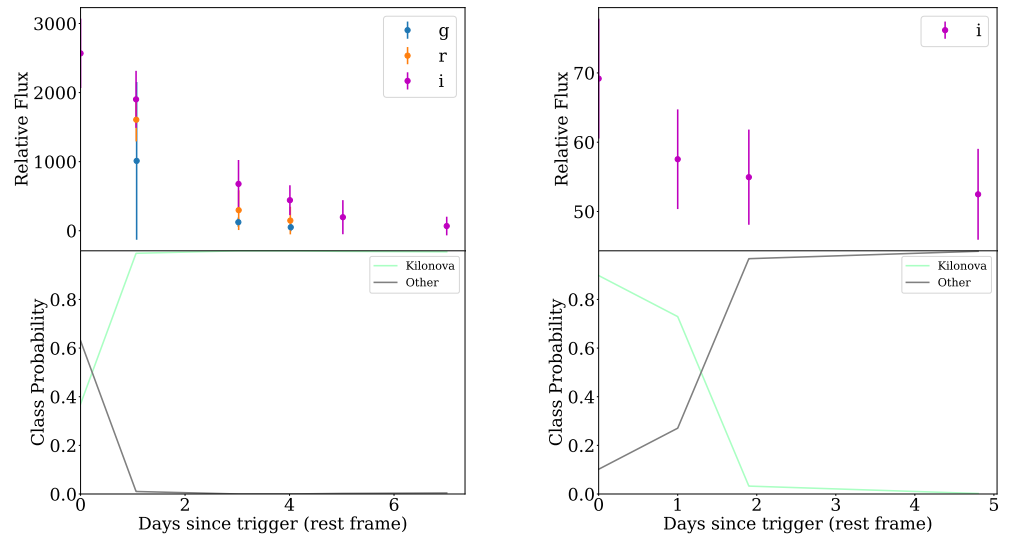 3000
2000
1000
0
Relative Flux
g
r
i
0.8
0.6
0.4
0.2
0.0
Class Probability
Kilonova
Other
0
2
4
6
Days since trigger (rest frame)
70
60
50
Relative Flux
i
0.8
0.6
0.4
0.2
0.0
Class Probability
Kilonova
Other
0
1
2
3
4
5
Days since trigger (rest frame)